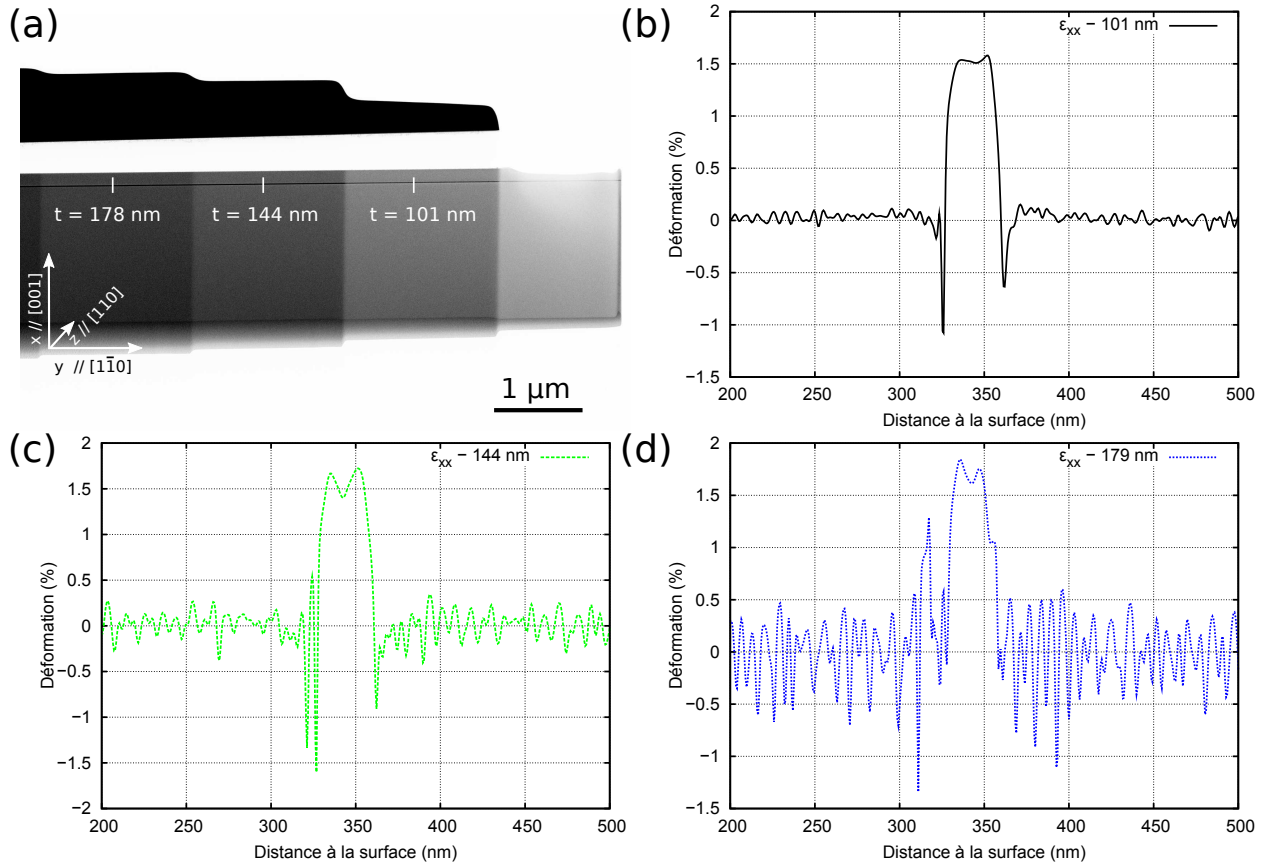 (a)
t = 178 nm
t = 144 nm
t = 101 nm
x // [001]
z // [110]
y // [11̅0]
1 µm
(b)
εxx − 101 nm
2
1.5
1
0.5
0
−0.5
−1
−1.5
200
250
300
350
400
450
500
Déformation (%)
Distance à la surface (nm)
(c)
εxx − 144 nm
2
1.5
1
0.5
0
−0.5
−1
−1.5
−2
200
250
300
350
400
450
500
Déformation (%)
Distance à la surface (nm)
(d)
εxx − 179 nm
2
1.5
1
0.5
0
−0.5
−1
−1.5
200
250
300
350
400
450
500
Déformation (%)
Distance à la surface (nm)